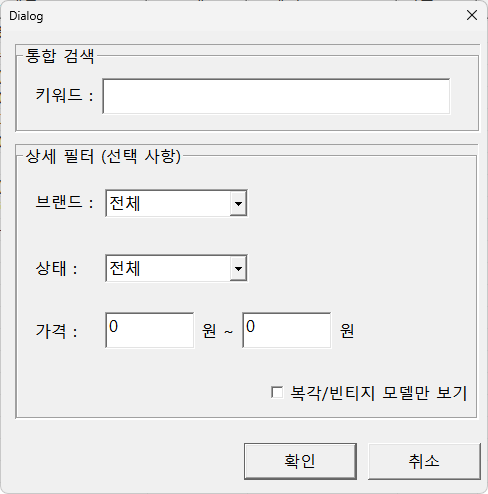 Dialog
통합 검색
키워드 :
상세 필터 (선택 사항)
브랜드 : 전체
상태 : 전체
가격 : 0 원 ~ 0 원
복각/빈티지 모델만 보기
확인 취소